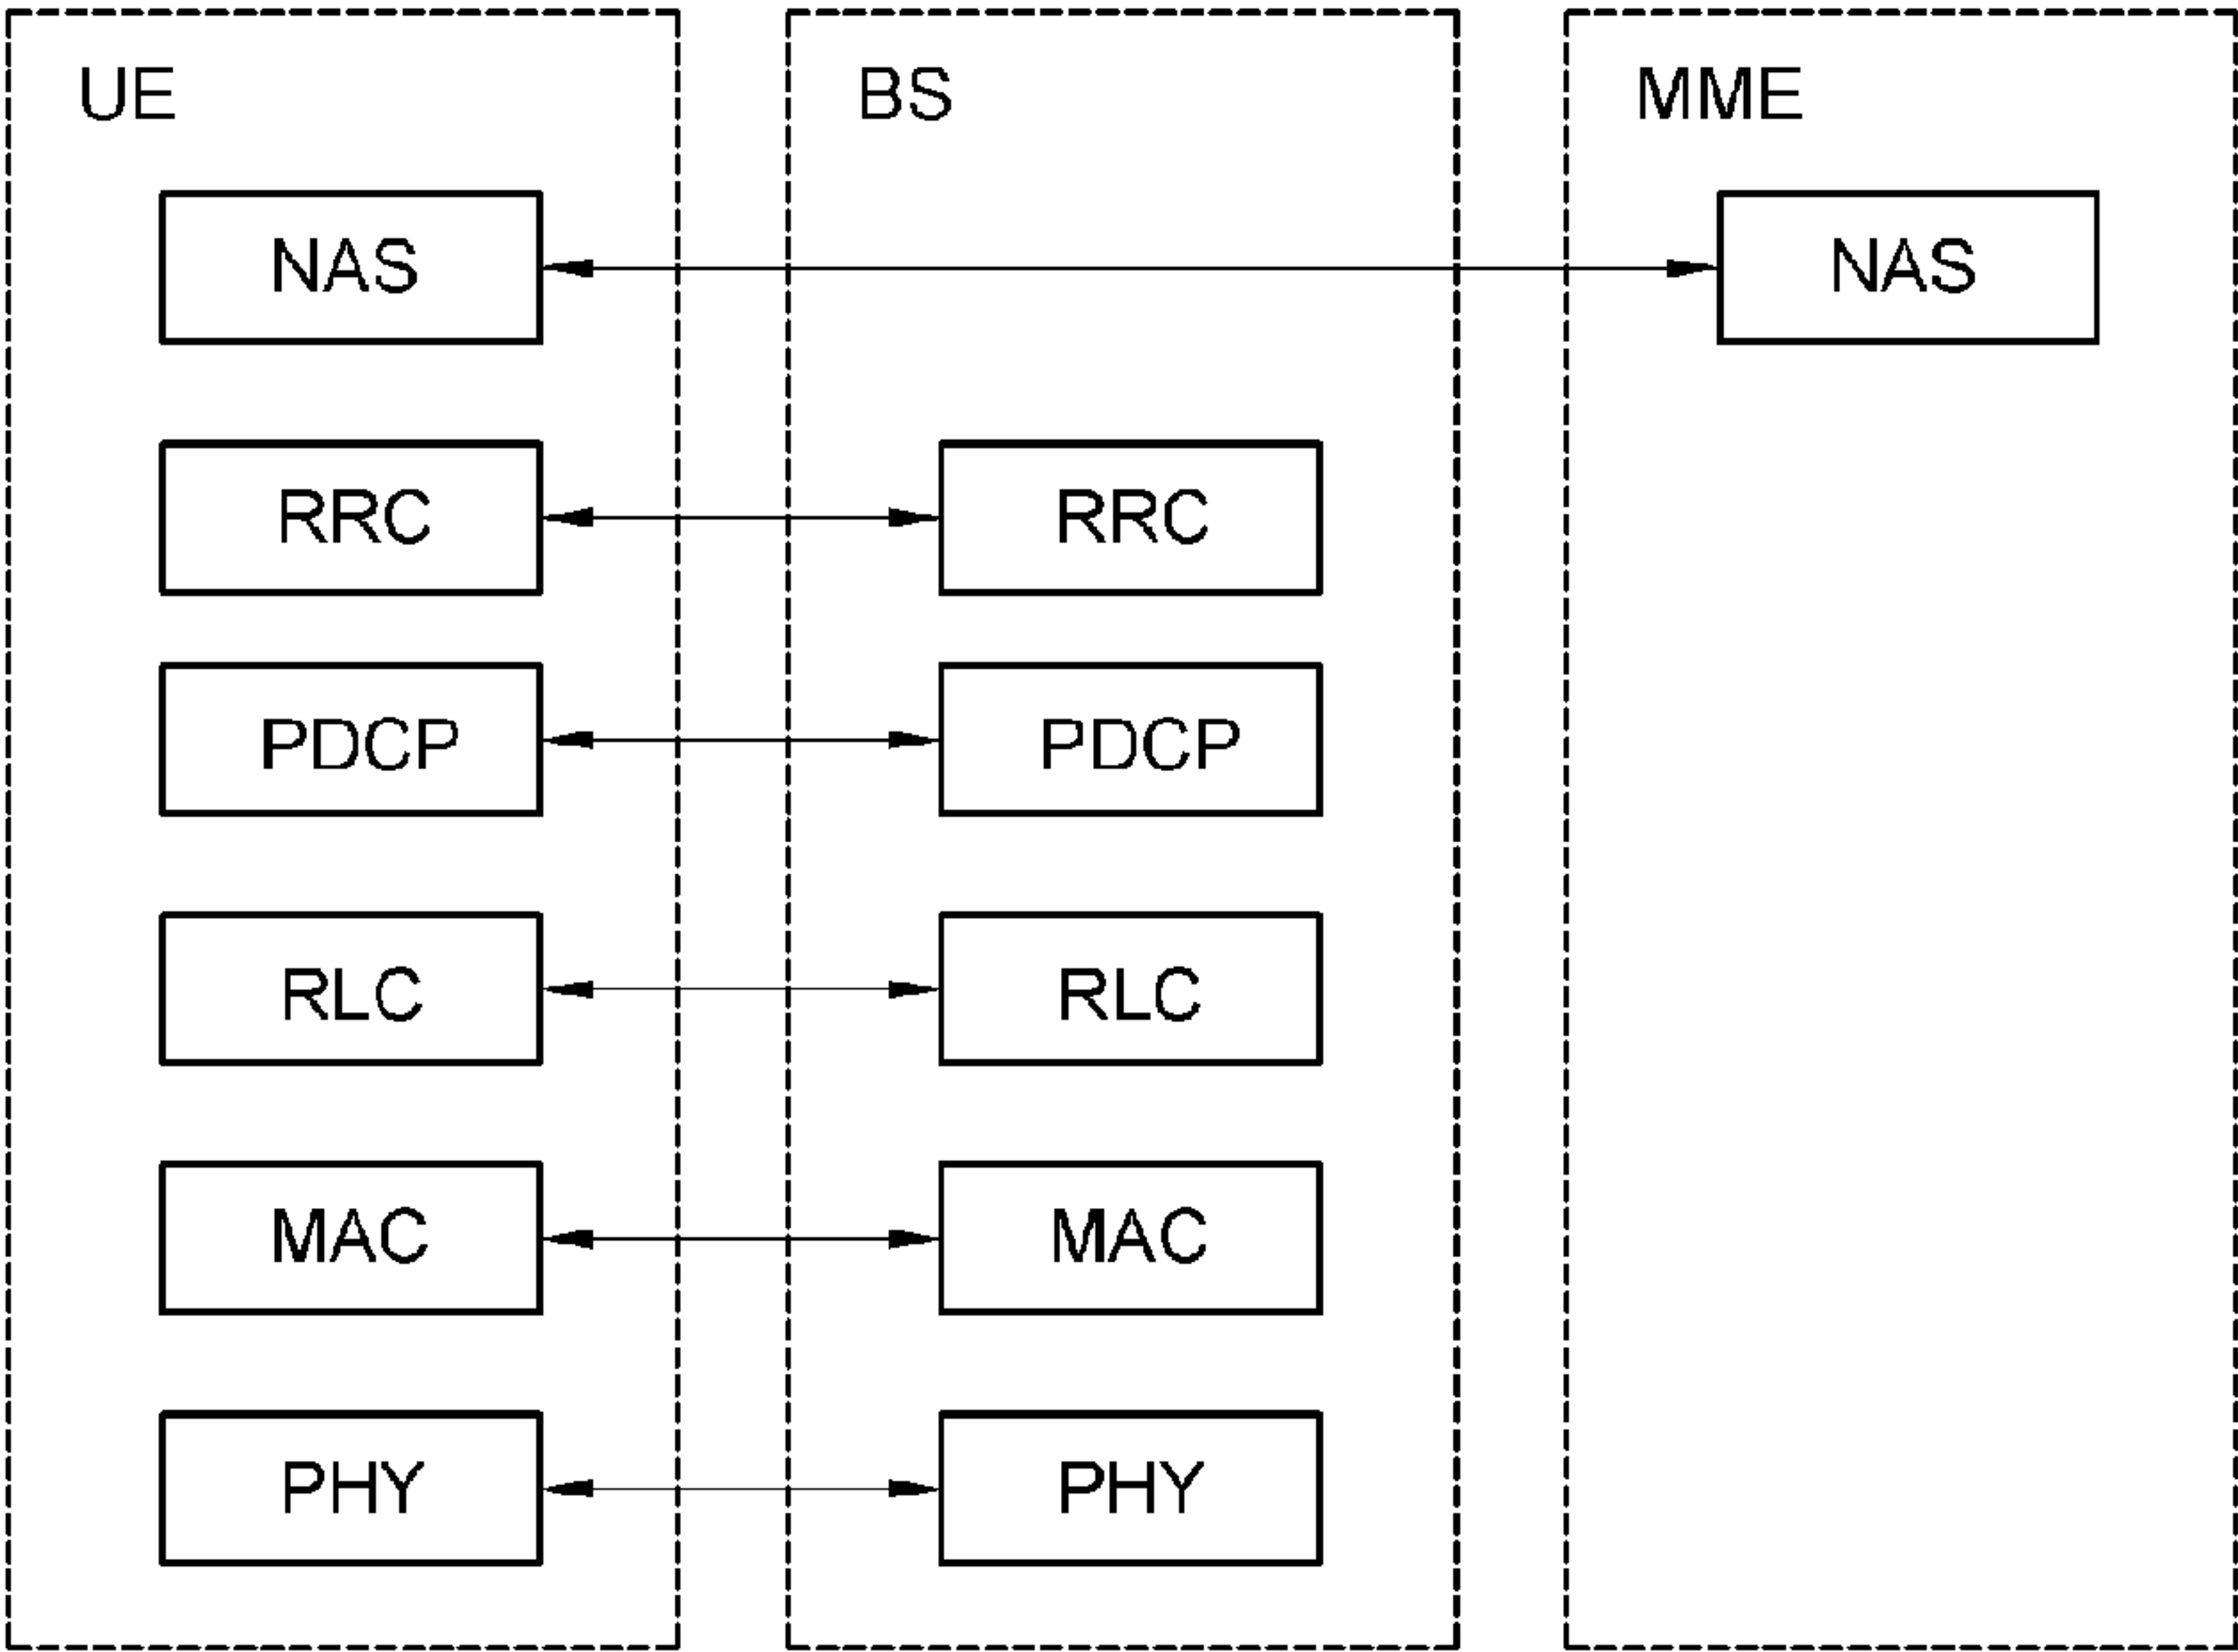 UE BS MME
NAS NAS
RRC RRC
PDCP PDCP
RLC RLC
MAC MAC
PHY PHY